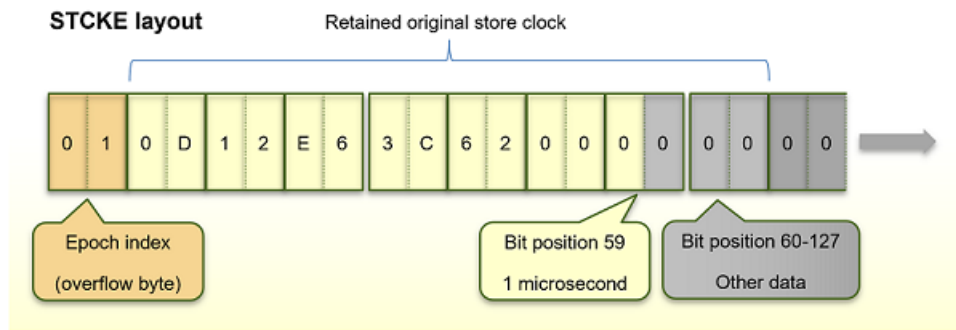 STCKE layout
Retained original store clock
0 1 0 D 1 2 E 6 3 C 6 2 0 0 0 0 0 0 0 0
Epoch index
(overflow byte)
Bit position 59
1 microsecond
Bit position 60-127
Other data